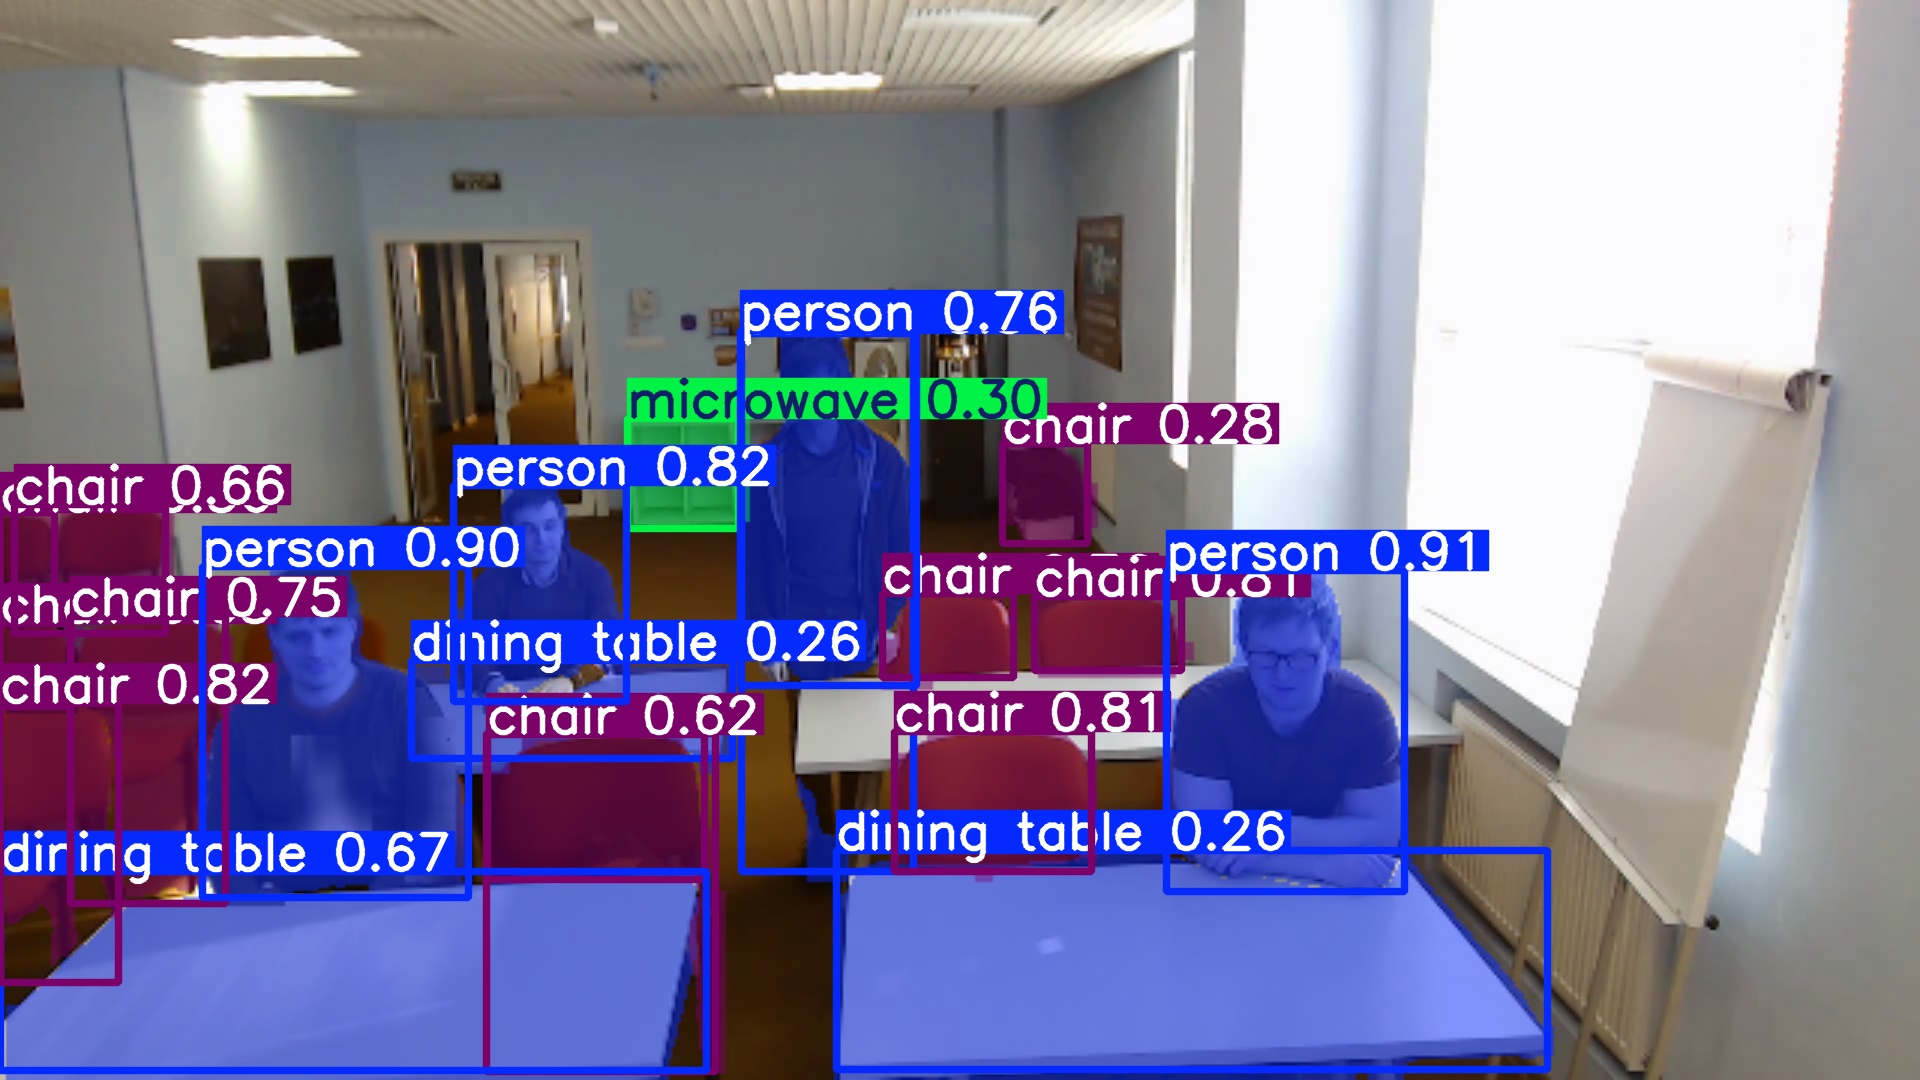 person 0.76
microwave 0.30
chair 0.28
person 0.82
chair 0.66
person 0.90
person 0.91
chair
chair 0.81
chair 0.75
dining table 0.26
chair 0.82
chair 0.62
chair 0.81
dining table 0.67
dining table 0.26